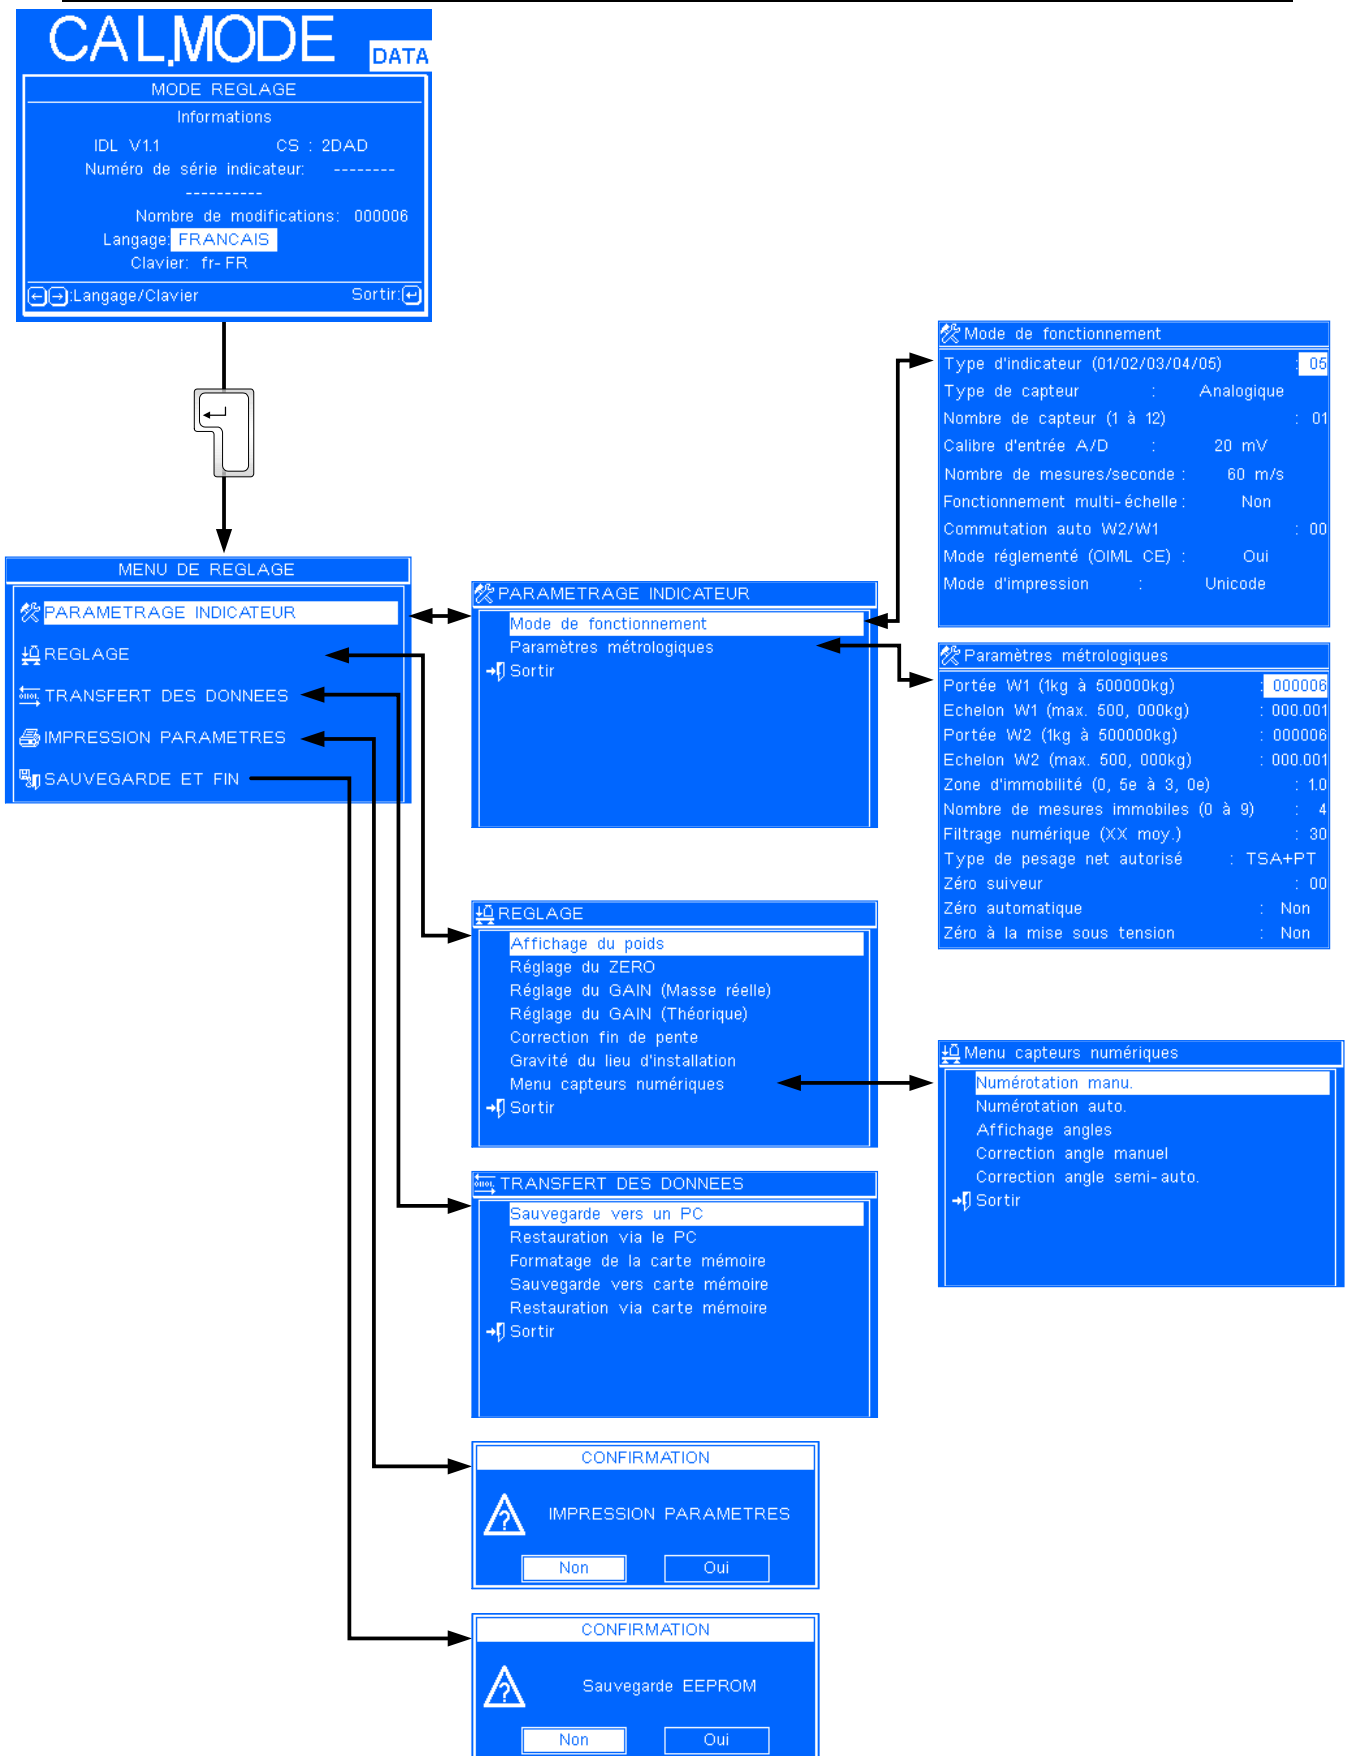 CAL.MODE
DATA
MODE REGLAGE
Informations
IDL V1.1 CS : 2DAD
Numéro de série indicateur: --------
----------
Nombre de modifications: 000006
Langage: FRANCAIS
Clavier: fr-FR
:Langage/Clavier Sortir:
MENU DE REGLAGE
PARAMETRAGE INDICATEUR
REGLAGE
TRANSFERT DES DONNEES
IMPRESSION PARAMETRES
SAUVEGARDE ET FIN
PARAMETRAGE INDICATEUR
Mode de fonctionnement
Paramètres métrologiques
Sortir
Mode de fonctionnement
Type d'indicateur (01/02/03/04/05) : 05
Type de capteur : Analogique
Nombre de capteur (1 à 12) : 01
Calibre d'entrée A/D : 20 mV
Nombre de mesures/seconde : 60 m/s
Fonctionnement multi-échelle : Non
Commutation auto W2/W1 : 00
Mode réglementé (OIML CE) : Oui
Mode d'impression : Unicode
Paramètres métrologiques
Portée W1 (1kg à 500000kg) : 000006
Echelon W1 (max. 500, 000kg) : 000.001
Portée W2 (1kg à 500000kg) : 000006
Echelon W2 (max. 500, 000kg) : 000.001
Zone d'immobilité (0, 5e à 3, 0e) : 1.0
Nombre de mesures immobiles (0 à 9) : 4
Filtrage numérique (XX moy.) : 30
Type de pesage net autorisé : TSA+PT
Zéro suiveur : 00
Zéro automatique : Non
Zéro à la mise sous tension : Non
REGLAGE
Affichage du poids
Réglage du ZERO
Réglage du GAIN (Masse réelle)
Réglage du GAIN (Théorique)
Correction fin de pente
Gravité du lieu d'installation
Menu capteurs numériques
Sortir
Menu capteurs numériques
Numérotation manu.
Numérotation auto.
Affichage angles
Correction angle manuel
Correction angle semi-auto.
Sortir
TRANSFERT DES DONNEES
Sauvegarde vers un PC
Restauration via le PC
Formatage de la carte mémoire
Sauvegarde vers carte mémoire
Restauration via carte mémoire
Sortir
CONFIRMATION
IMPRESSION PARAMETRES
Non Oui
CONFIRMATION
Sauvegarde EEPROM
Non Oui